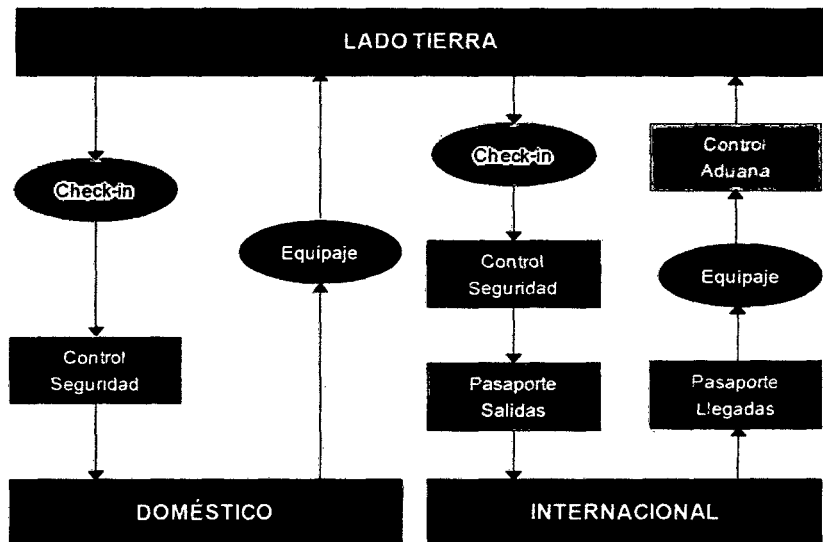 LADO TIERRA
Check-in
Control
Seguridad
Equipaje
Check-in
Control
Seguridad
Pasaporte
Salidas
Control
Aduana
Equipaje
Pasaporte
Llegadas
DOMÉSTICO
INTERNACIONAL